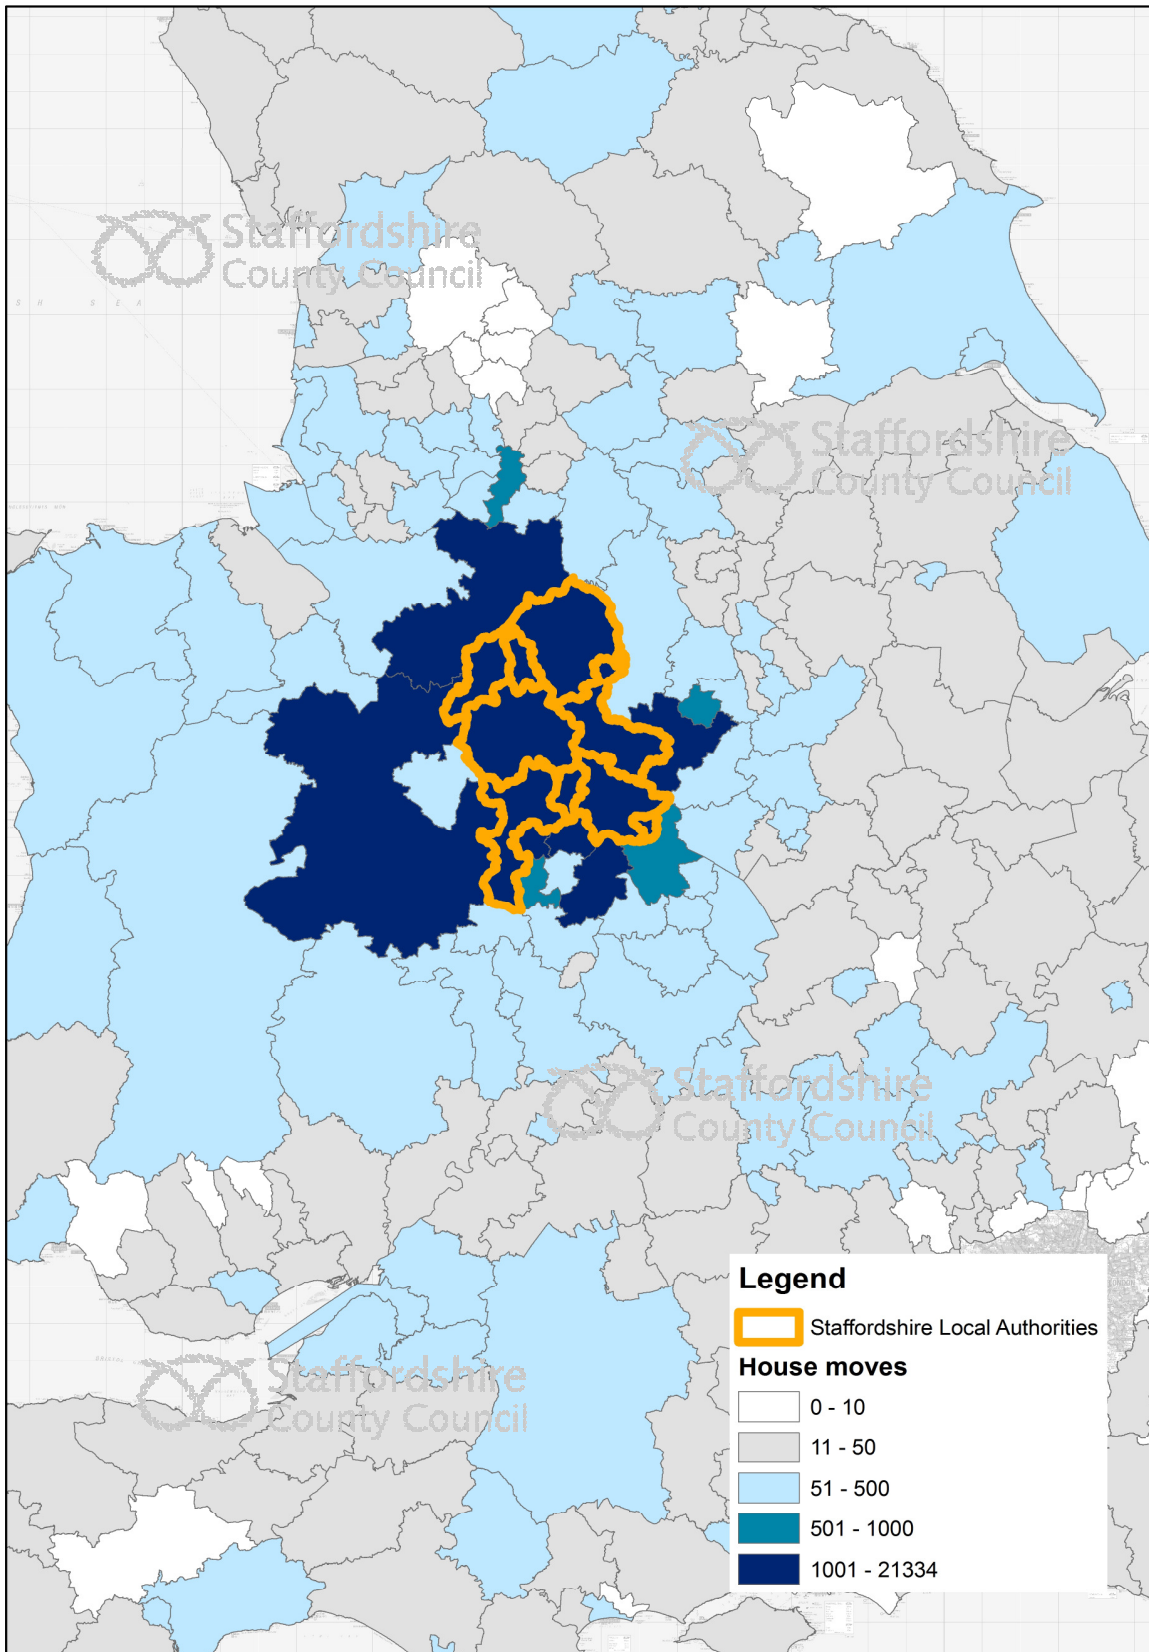 Staffordshire
County Council
S H S E A
Staffordshire
County Council
Staffordshire
County Council
Staffordshire
County Council
LONDON
Legend
Staffordshire Local Authorities
House moves
0 - 10
11 - 50
51 - 500
501 - 1000
1001 - 21334